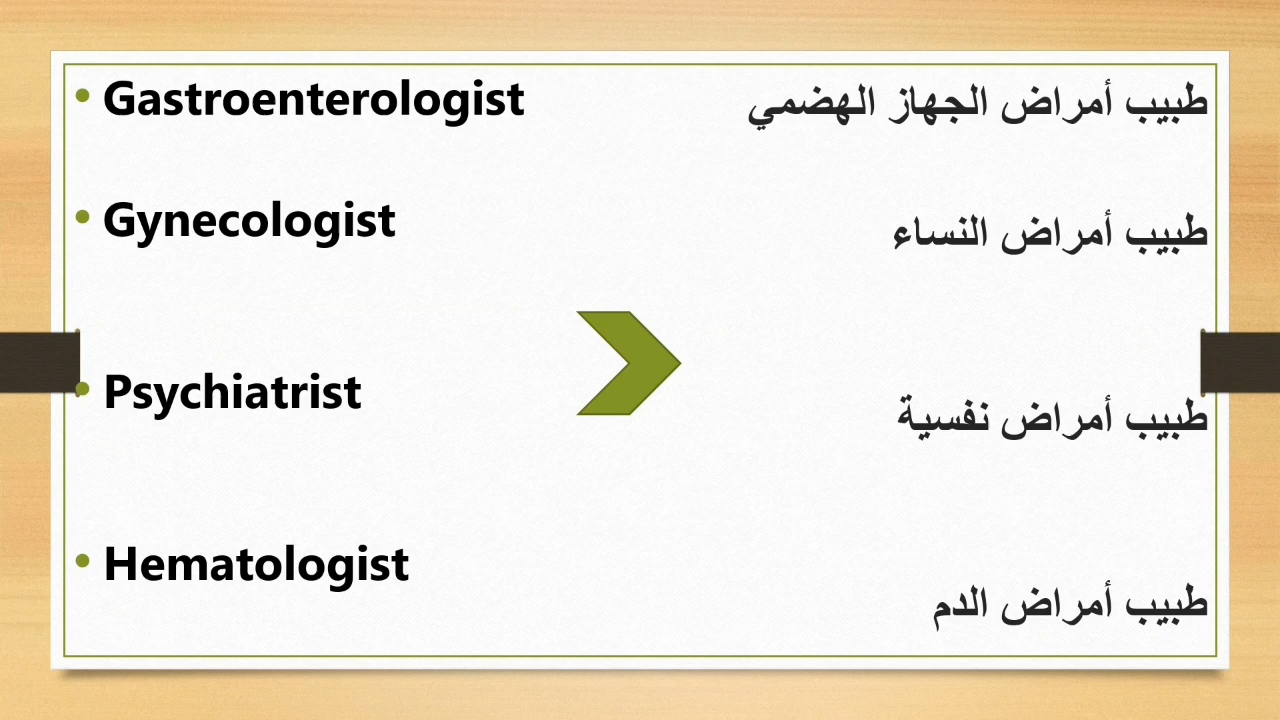 • Gastroenterologist
طبيب أمراض الجهاز الهضمي
• Gynecologist
طبيب أمراض النساء
• Psychiatrist
طبيب أمراض نفسية
• Hematologist
طبيب أمراض الدم